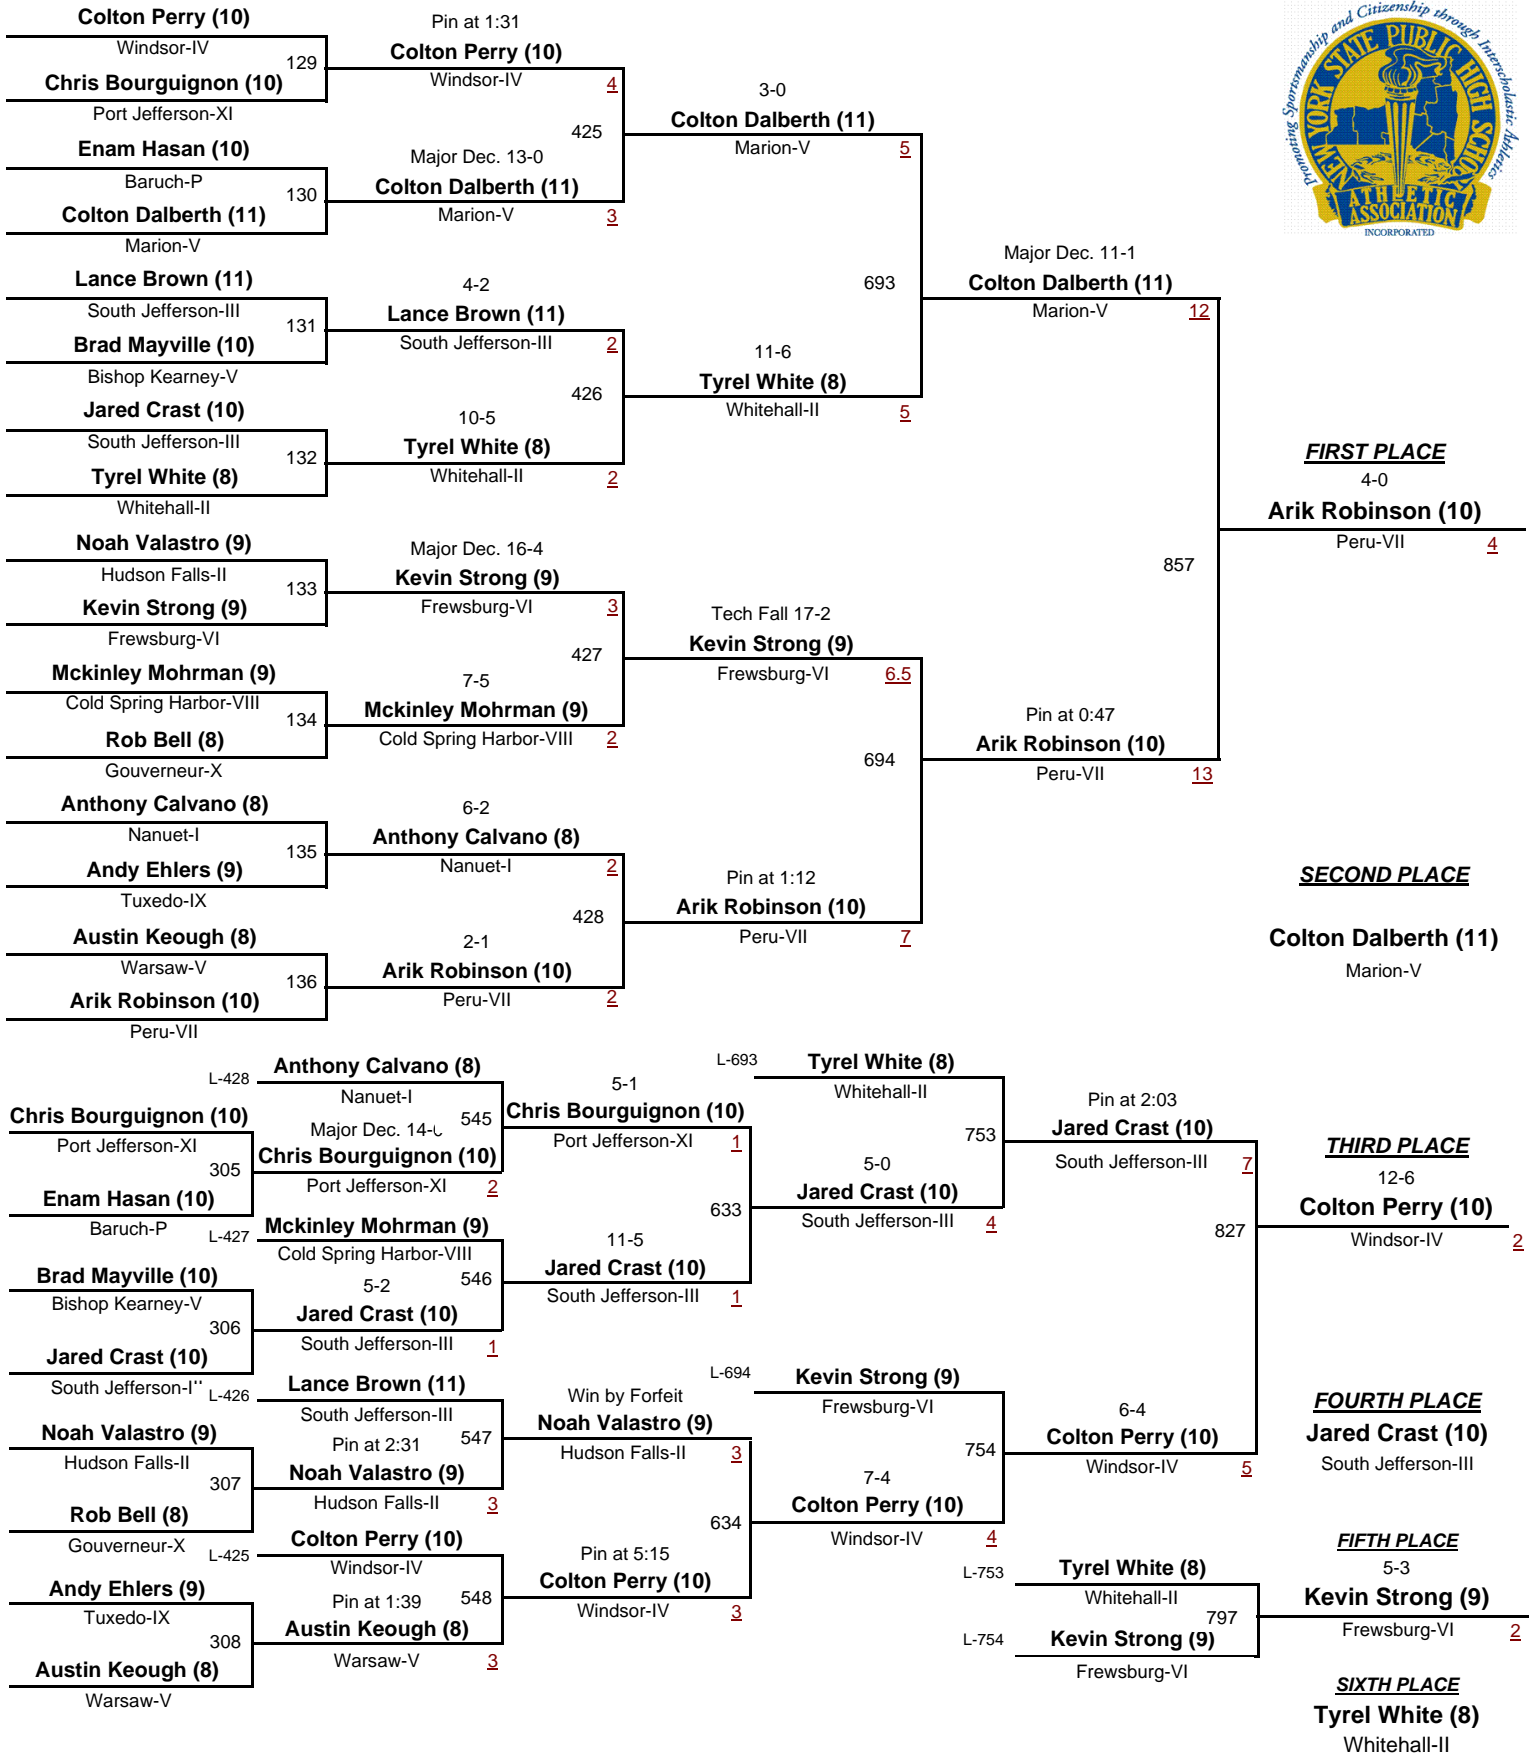 Colton Perry (10)
Windsor-IV
129
Chris Bourguignon (10)
Port Jefferson-XI
Enam Hasan (10)
Baruch-P
130
Colton Dalberth (11)
Marion-V
Lance Brown (11)
South Jefferson-III
131
Brad Mayville (10)
Bishop Kearney-V
Jared Crast (10)
South Jefferson-III
132
Tyrel White (8)
Whitehall-II
Noah Valastro (9)
Hudson Falls-II
133
Kevin Strong (9)
Frewsburg-VI
Mckinley Mohrman (9)
Cold Spring Harbor-VIII
134
Rob Bell (8)
Gouverneur-X
Anthony Calvano (8)
Nanuet-I
135
Andy Ehlers (9)
Tuxedo-IX
Austin Keough (8)
Warsaw-V
136
Arik Robinson (10)
Peru-VII
Pin at 1:31
Colton Perry (10)
Windsor-IV
4
425
Major Dec. 13-0
Colton Dalberth (11)
Marion-V
3
4-2
Lance Brown (11)
South Jefferson-III
2
426
10-5
Tyrel White (8)
Whitehall-II
2
Major Dec. 16-4
Kevin Strong (9)
Frewsburg-VI
3
427
7-5
Mckinley Mohrman (9)
Cold Spring Harbor-VIII
2
6-2
Anthony Calvano (8)
Nanuet-I
2
428
2-1
Arik Robinson (10)
Peru-VII
2
3-0
Colton Dalberth (11)
Marion-V
5
693
11-6
Tyrel White (8)
Whitehall-II
5
Tech Fall 17-2
Kevin Strong (9)
Frewsburg-VI
6.5
694
Pin at 1:12
Arik Robinson (10)
Peru-VII
7
Major Dec. 11-1
Colton Dalberth (11)
Marion-V
12
857
Pin at 0:47
Arik Robinson (10)
Peru-VII
13
Promoting Sportsmanship and Citizenship through Interscholastic Athletics
NEW YORK STATE PUBLIC HIGH SCHOOL
ATHLETIC
ASSOCIATION
INCORPORATED
FIRST PLACE
4-0
Arik Robinson (10)
Peru-VII
4
SECOND PLACE
Colton Dalberth (11)
Marion-V
Chris Bourguignon (10)
Port Jefferson-XI
305
Enam Hasan (10)
Baruch-P
Brad Mayville (10)
Bishop Kearney-V
306
Jared Crast (10)
South Jefferson-I
Noah Valastro (9)
Hudson Falls-II
307
Rob Bell (8)
Gouverneur-X
Andy Ehlers (9)
Tuxedo-IX
308
Austin Keough (8)
Warsaw-V
L-428
Anthony Calvano (8)
Nanuet-I
545
Major Dec. 14-
Chris Bourguignon (10)
Port Jefferson-XI
2
L-427
Mckinley Mohrman (9)
Cold Spring Harbor-VIII
546
5-2
Jared Crast (10)
South Jefferson-III
1
L-426
Lance Brown (11)
South Jefferson-III
547
Pin at 2:31
Noah Valastro (9)
Hudson Falls-II
3
L-425
Colton Perry (10)
Windsor-IV
548
Pin at 1:39
Austin Keough (8)
Warsaw-V
3
5-1
Chris Bourguignon (10)
Port Jefferson-XI
1
633
11-5
Jared Crast (10)
South Jefferson-III
1
Win by Forfeit
Noah Valastro (9)
Hudson Falls-II
3
634
Pin at 5:15
Colton Perry (10)
Windsor-IV
3
L-693
Tyrel White (8)
Whitehall-II
753
5-0
Jared Crast (10)
South Jefferson-III
4
L-694
Kevin Strong (9)
Frewsburg-VI
754
7-4
Colton Perry (10)
Windsor-IV
4
Pin at 2:03
Jared Crast (10)
South Jefferson-III
7
827
6-4
Colton Perry (10)
Windsor-IV
5
THIRD PLACE
12-6
Colton Perry (10)
Windsor-IV
2
FOURTH PLACE
Jared Crast (10)
South Jefferson-III
L-753
Tyrel White (8)
Whitehall-II
797
L-754
Kevin Strong (9)
Frewsburg-VI
FIFTH PLACE
5-3
Kevin Strong (9)
Frewsburg-VI
2
SIXTH PLACE
Tyrel White (8)
Whitehall-II